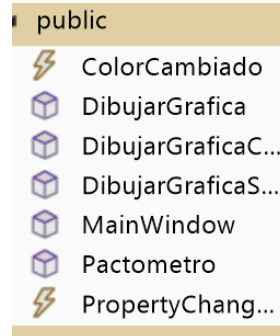 public
ColorCambiado
DibujarGrafica
DibujarGraficaC...
DibujarGraficaS...
MainWindow
Pactometro
PropertyChang...